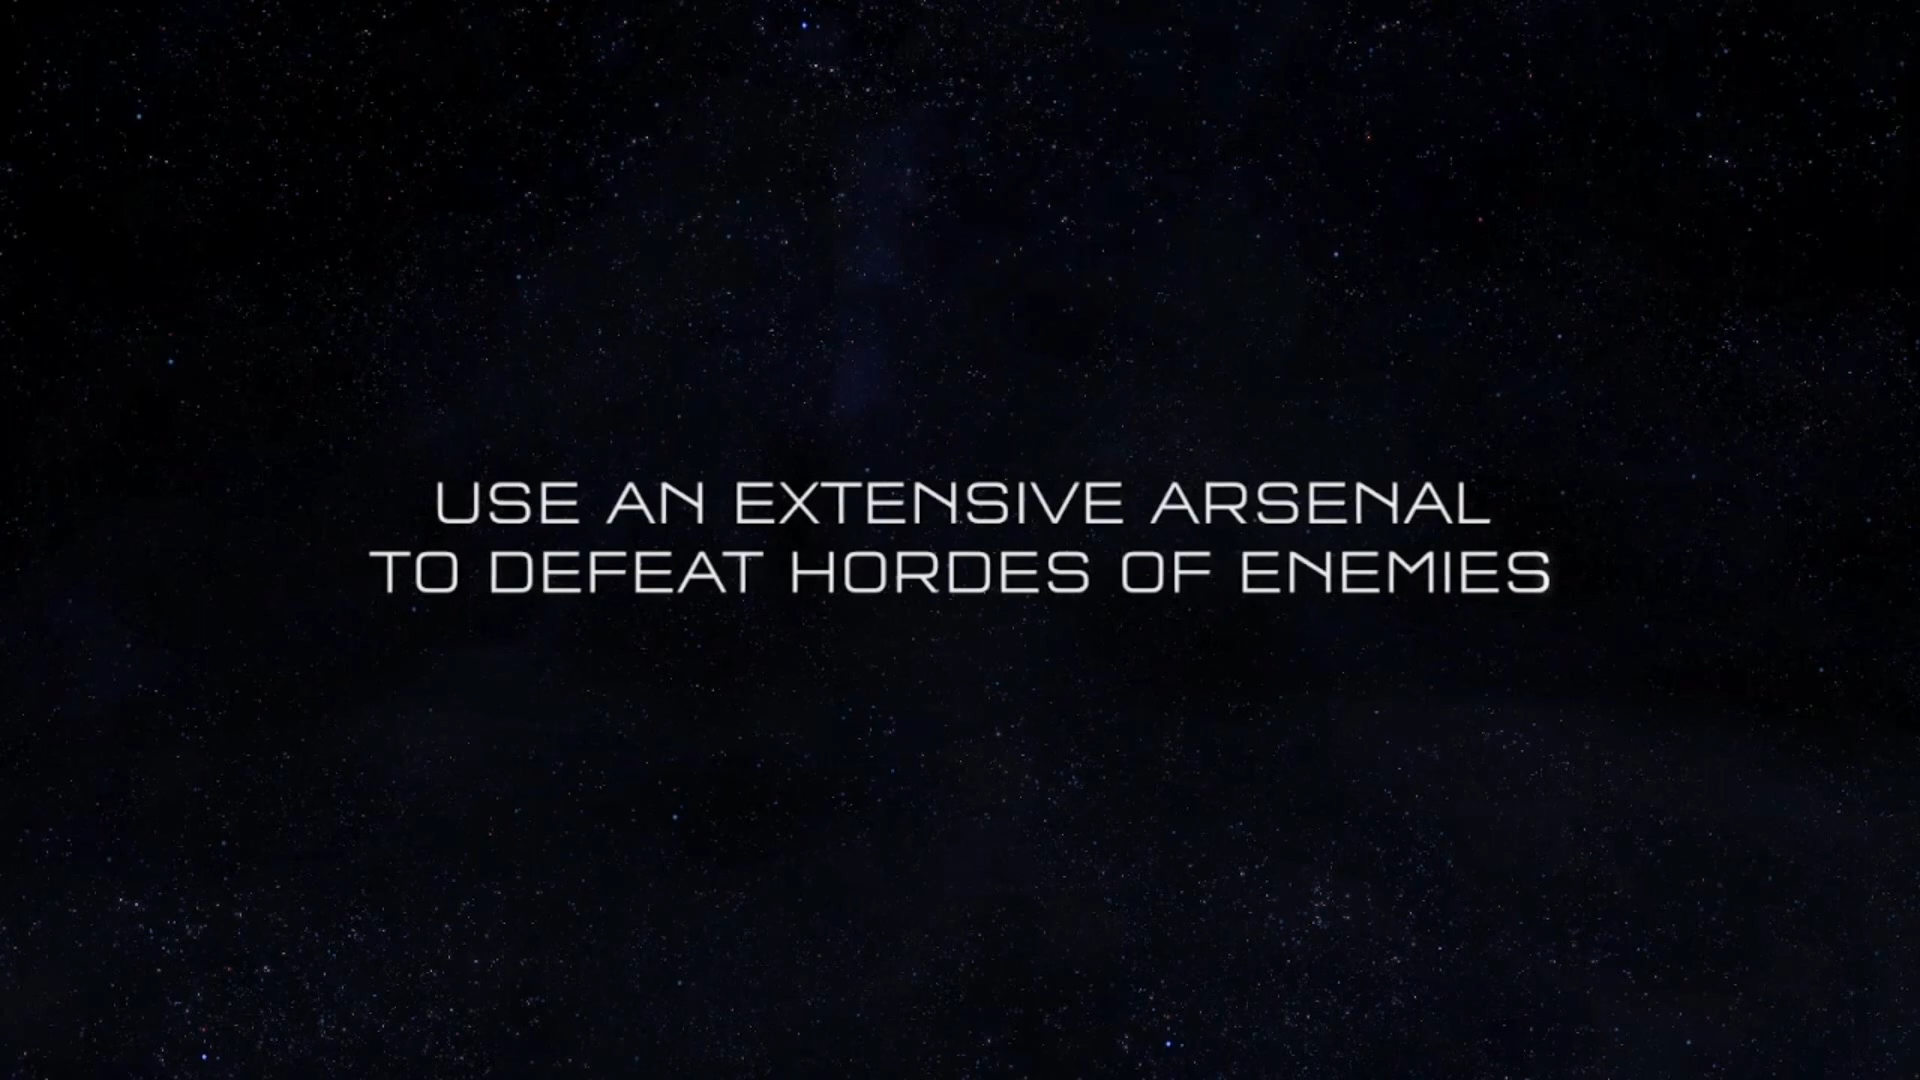 USE AN EXTENSIVE ARSENAL
TO DEFEAT HORDES OF ENEMIES